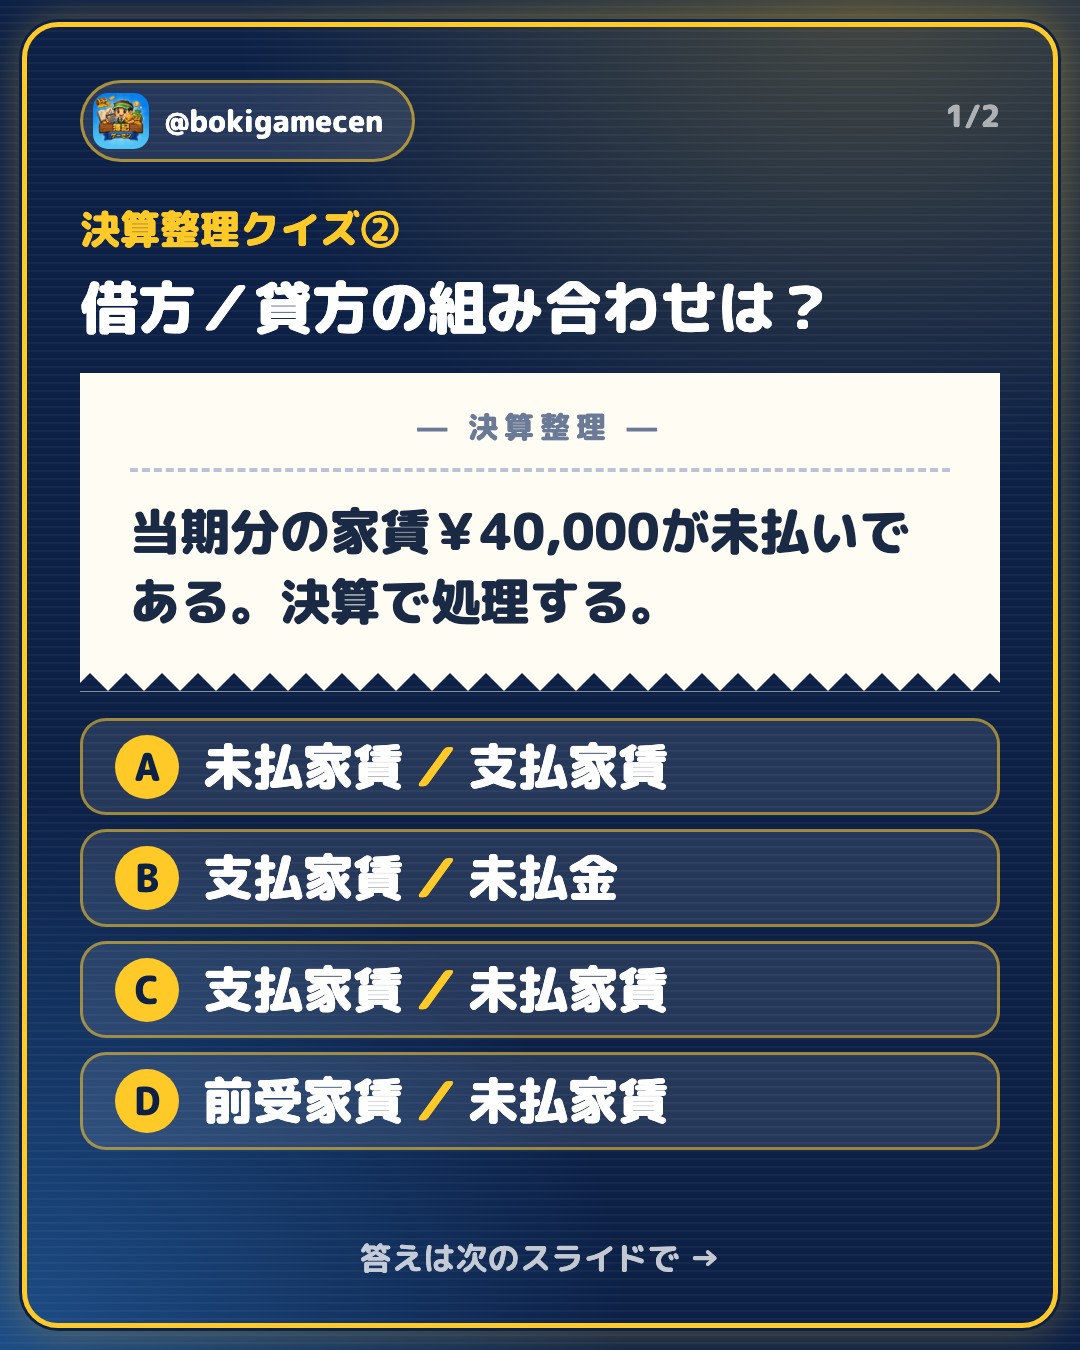 @bokigamecen
1/2
決算整理クイズ②
借方／貸方の組み合わせは？
— 決算整理 —
当期分の家賃￥40,000が未払いで
ある。決算で処理する。
A 未払家賃 ／ 支払家賃
B 支払家賃 ／ 未払金
C 支払家賃 ／ 未払家賃
D 前受家賃 ／ 未払家賃
答えは次のスライドで →